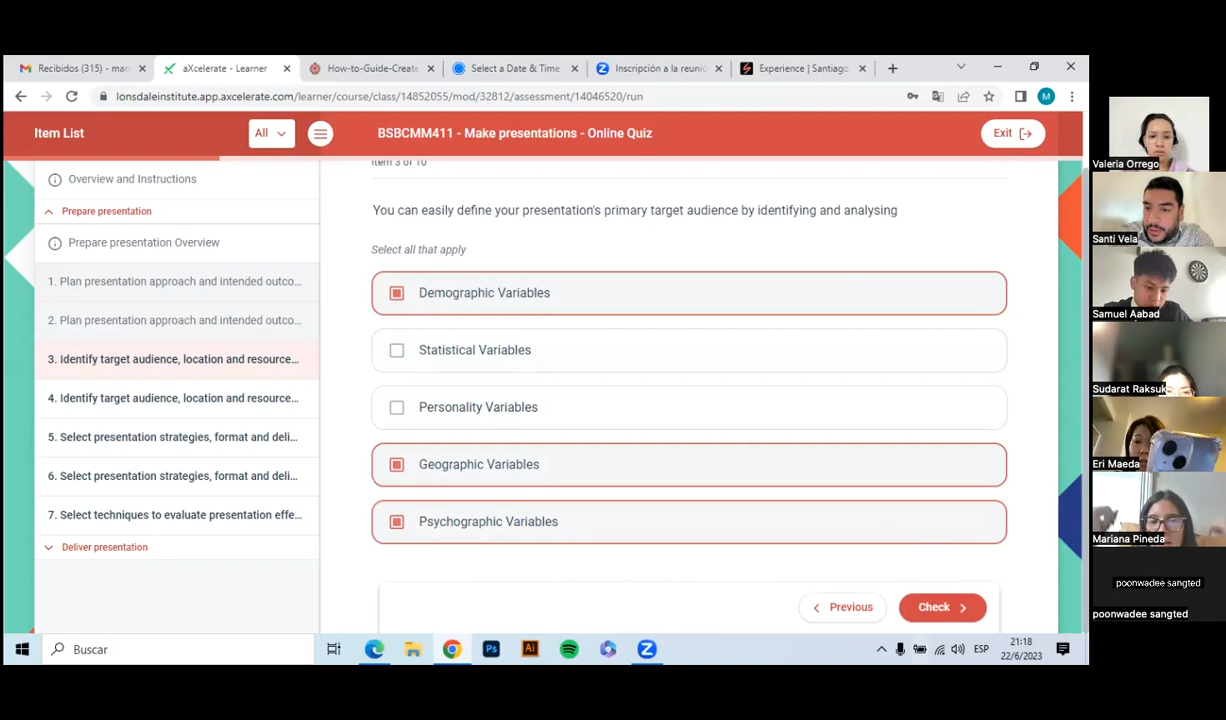 Recibidos (315) - mar
aXcelerate - Learner
How-to-Guide-Create
Select a Date & Time
Inscripción a la reuni
Experience | Santiago
lonsdaleinstitute.app.axcelerate.com/learner/course/class/14852055/mod/32812/assessment/14046520/run
M
Item List
All
BSBCMM411 - Make presentations - Online Quiz
Exit
Item 3 of 10
Overview and Instructions
Prepare presentation
Prepare presentation Overview
1. Plan presentation approach and intended outco...
2. Plan presentation approach and intended outco...
3. Identify target audience, location and resource...
4. Identify target audience, location and resource...
5. Select presentation strategies, format and deli...
6. Select presentation strategies, format and deli...
7. Select techniques to evaluate presentation effe...
Deliver presentation
You can easily define your presentation's primary target audience by identifying and analysing
Select all that apply
Demographic Variables
Statistical Variables
Personality Variables
Geographic Variables
Psychographic Variables
Previous
Check
Buscar
Ps
Ai
ESP
21:18
22/6/2023
Valeria Orrego
Santi Vela
Samuel Aabad
Sudarat Raksuk
Eri Maeda
Mariana Pineda
poonwadee sangted
poonwadee sangted